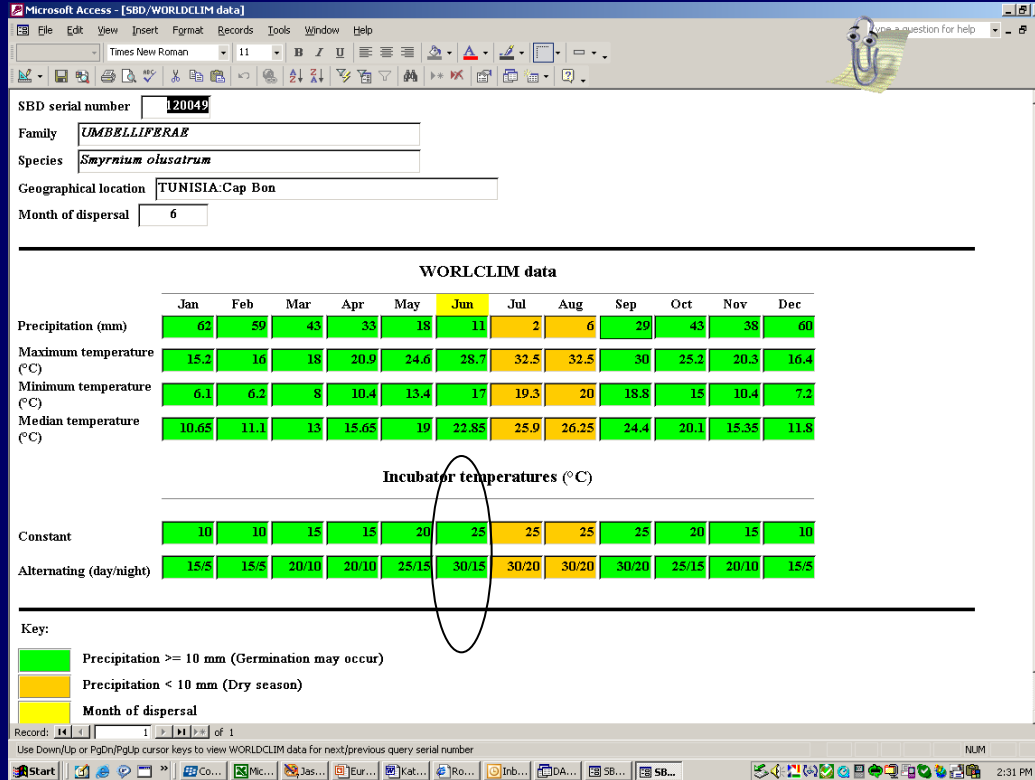 Microsoft Access - [SBD/WORLDCLIM data]
File Edit View Insert Format Records Tools Window Help
Times New Roman 11 B I U
SBD serial number 120049
Family UMBELLIFERAE
Species Smyrnium olusatrum
Geographical location TUNISIA:Cap Bon
Month of dispersal 6
WORLCLIM data
Jan Feb Mar Apr May Jun Jul Aug Sep Oct Nov Dec
Precipitation (mm) 62 59 43 33 18 11 2 6 29 43 38 60
Maximum temperature (°C) 15.2 16 18 20.9 24.6 28.7 32.5 32.5 30 25.2 20.3 16.4
Minimum temperature (°C) 6.1 6.2 8 10.4 13.4 17 19.3 20 18.8 15 10.4 7.2
Median temperature (°C) 10.65 11.1 13 15.65 19 22.85 25.9 26.25 24.4 20.1 15.35 11.8
Incubator temperatures (°C)
Constant 10 10 15 15 20 25 25 25 25 20 15 10
Alternating (day/night) 15/5 15/5 20/10 20/10 25/15 30/15 30/20 30/20 30/20 25/15 20/10 15/5
Key:
Precipitation >= 10 mm (Germination may occur)
Precipitation < 10 mm (Dry season)
Month of dispersal
Record: 1 of 1
Use Down/Up or PgDn/PgUp cursor keys to view WORLDCLIM data for next/previous query serial number NUM
Start Co... Mic... Jas... Eur... Kat... Ro... Inb... DA... SB... SB... 2:31 PM